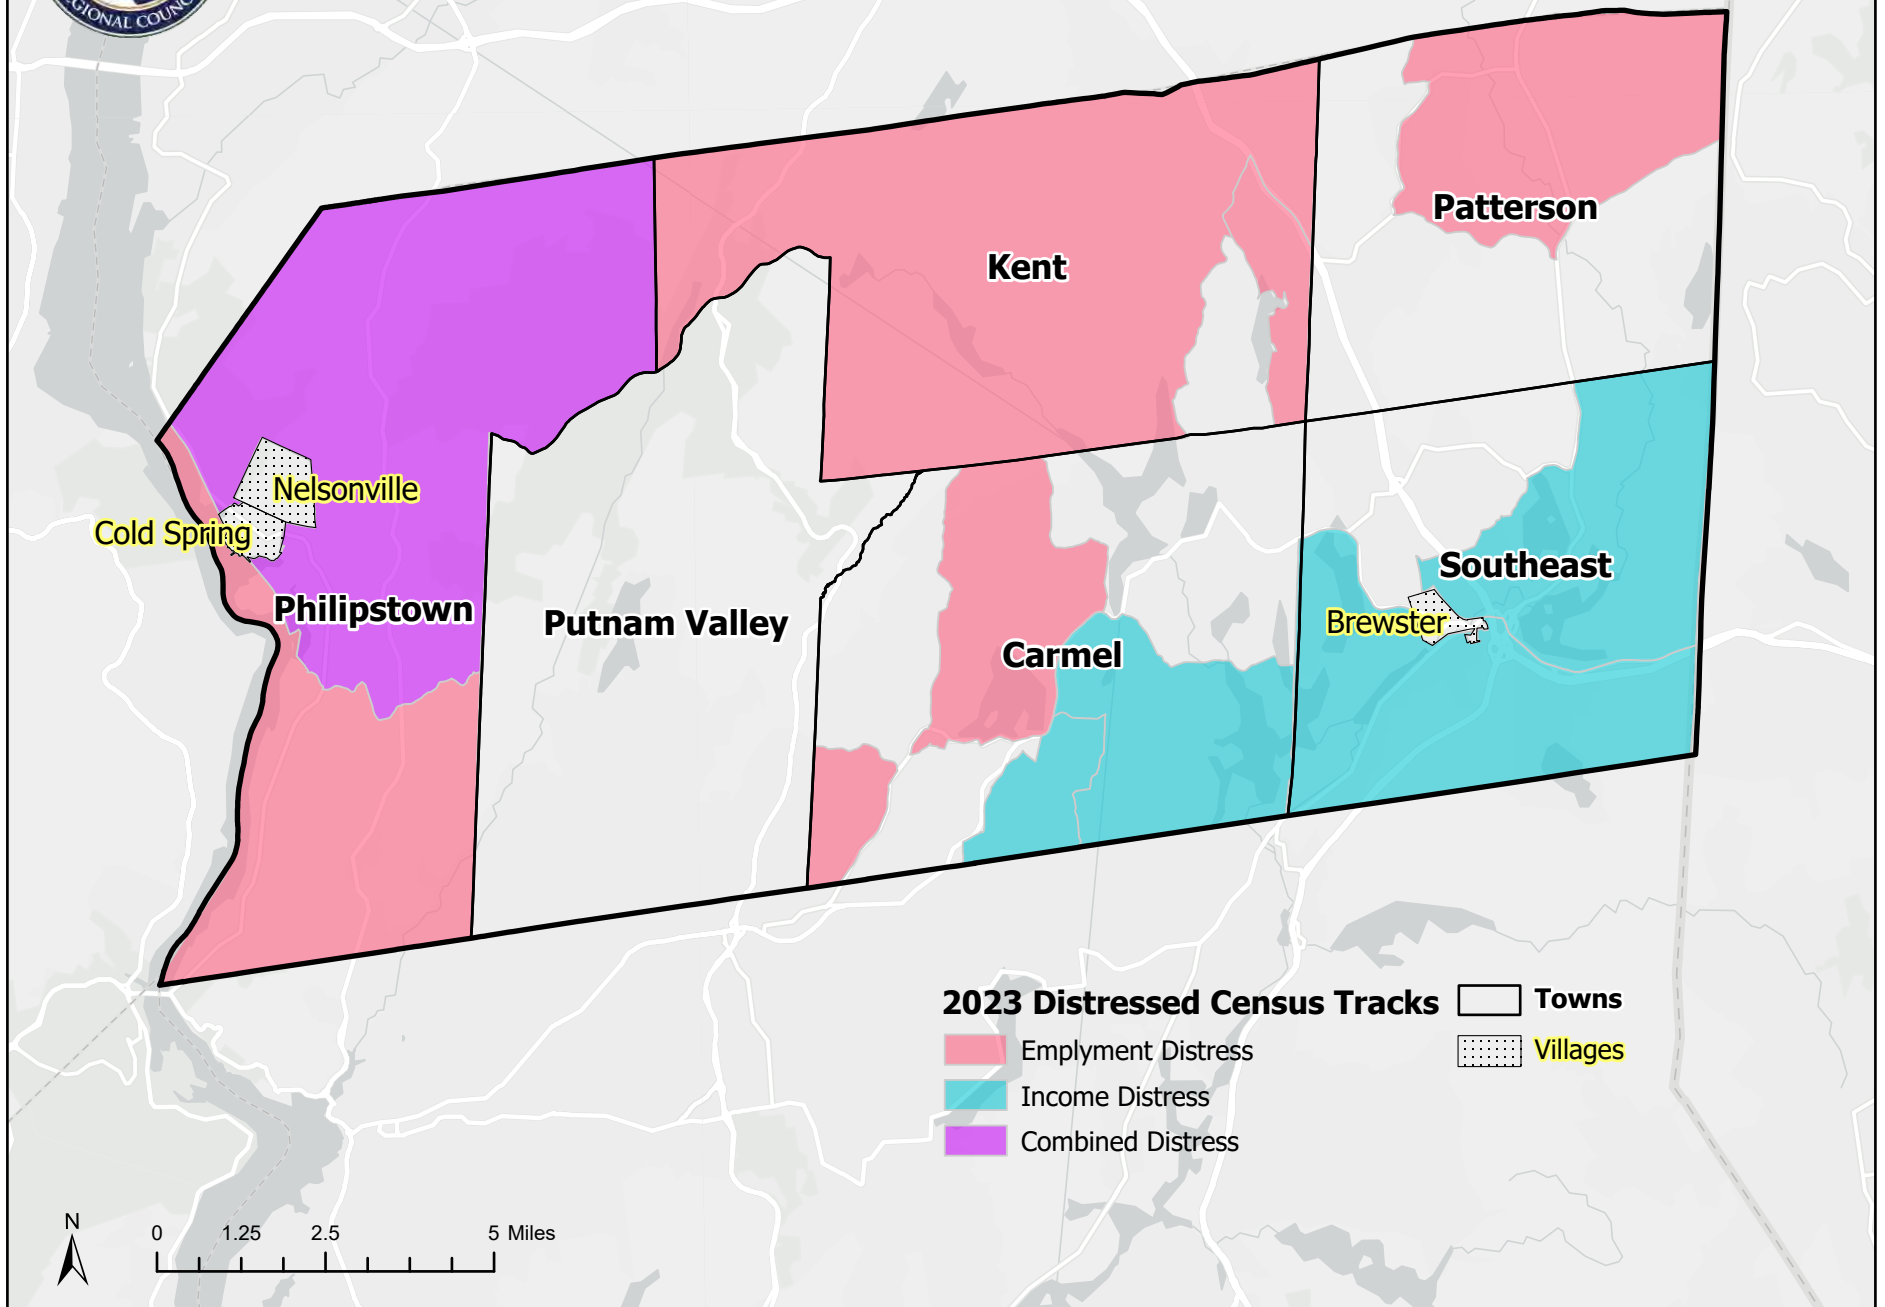 EGIONAL COUNC
Patterson
Kent
Nelsonville
Cold Spring
Southeast
Philipstown
Putnam Valley
Brewster
Carmel
2023 Distressed Census Tracks
Towns
Emplyment Distress
Villages
Income Distress
Combined Distress
N
0 1.25 2.5 5 Miles